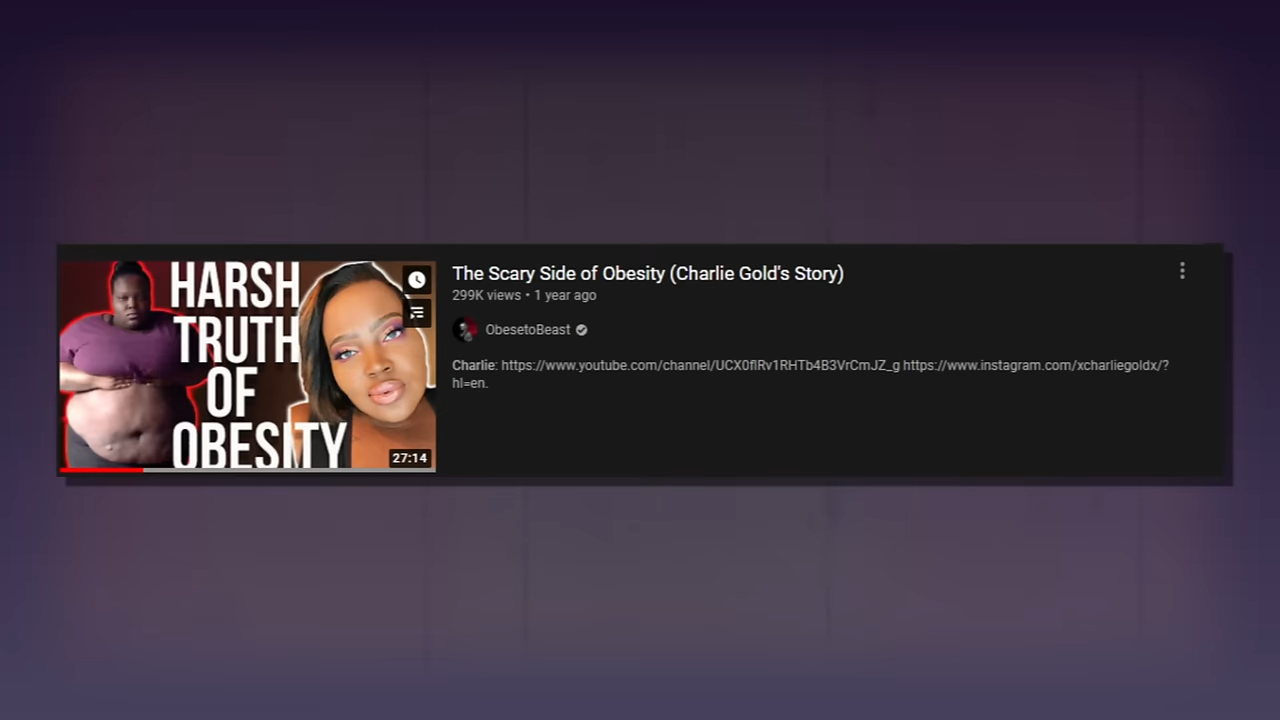 HARSH
TRUTH
OF
OBESITY
27:14
The Scary Side of Obesity (Charlie Gold's Story)
299K views • 1 year ago
ObesetoBeast
Charlie: https://www.youtube.com/channel/UCX0flRv1RHTb4B3VrCmJZ_g https://www.instagram.com/xcharliegoldx/?
hl=en.